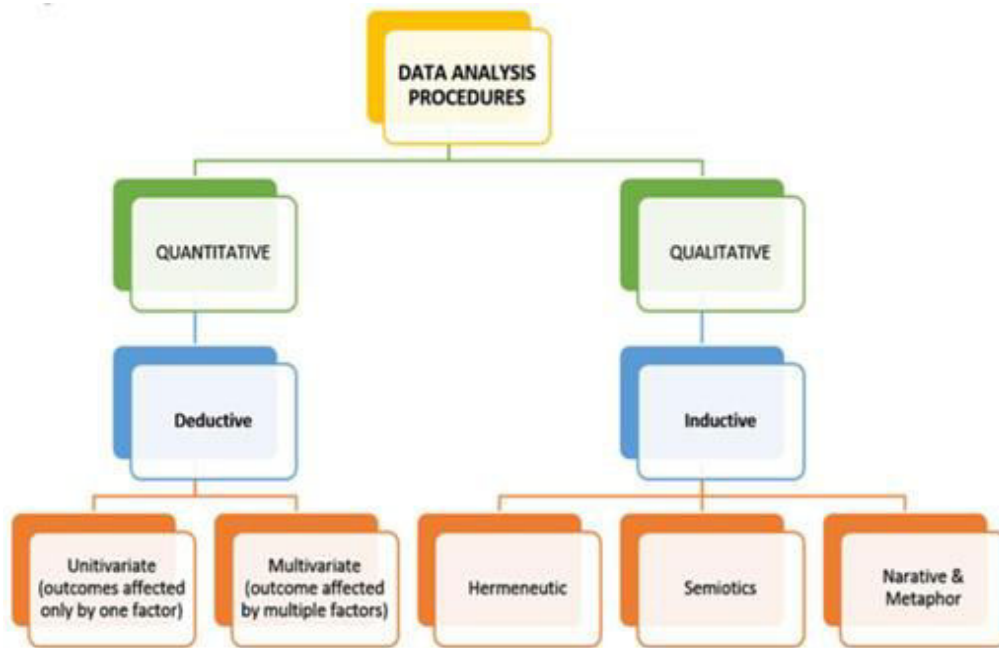 DATA ANALYSIS
PROCEDURES
QUANTITATIVE
QUALITATIVE
Deductive
Inductive
Unitivariate
(outcomes affected
only by one factor)
Multivariate
(outcome affected
by multiple factors)
Hermeneutic
Semiotics
Narative &
Metaphor